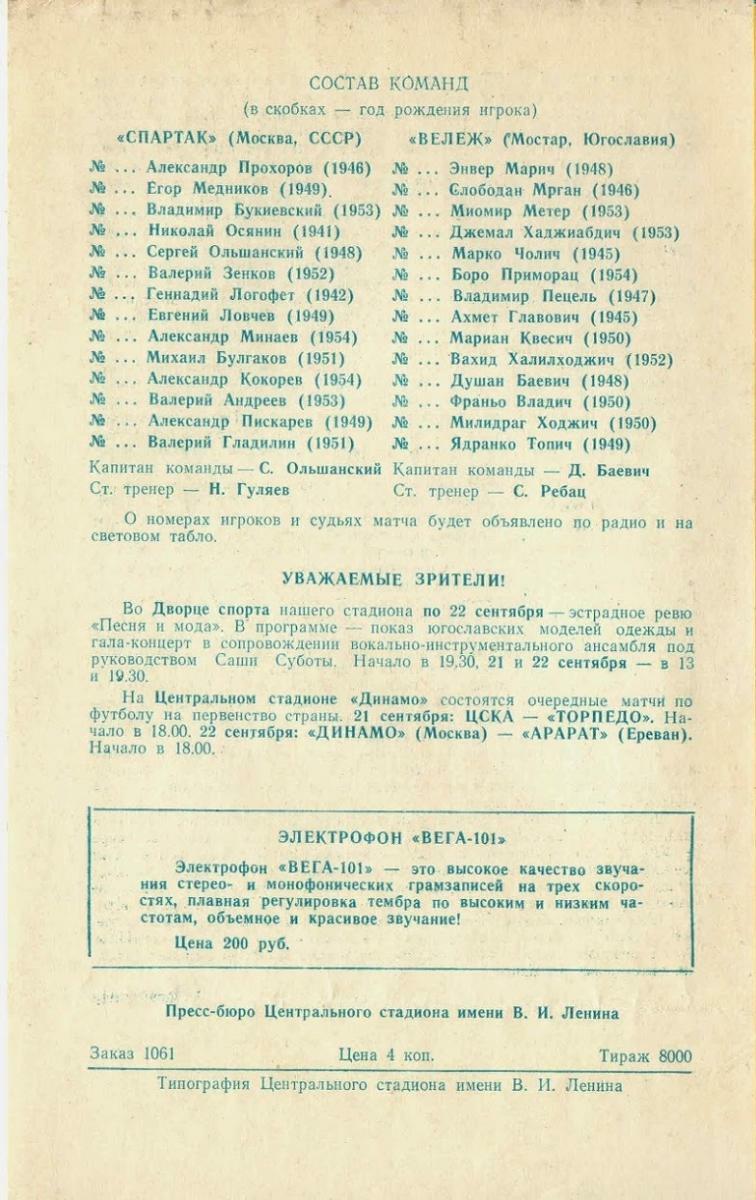 СОСТАВ КОМАНД
(в скобках — год рождения игрока)
«СПАРТАК» (Москва, СССР)
№ ... Александр Прохоров (1946)
№ ... Егор Медников (1949).
№ ... Владимир Букиевский (1953)
№ ... Николай Осянин (1941)
№ ... Сергей Ольшанский (1948)
№ ... Валерий Зенков (1952)
№ ... Геннадий Логофет (1942)
№ ... Евгений Ловчев (1949)
№ ... Александр Минаев (1954)
№ ... Михаил Булгаков (1951)
№ ... Александр Кокорев (1954)
№ ... Валерий Андреев (1953)
№ ... Александр Пискарев (1949)
№ ... Валерий Гладилин (1951)
Капитан команды — С. Ольшанский
Ст. тренер — Н. Гуляев
«ВЕЛЕЖ» (Мостар, Югославия)
№ ... Энвер Марич (1948)
№ ... Слободан Мрган (1946)
№ ... Миомир Метер (1953)
№ ... Джемал Хаджиабдич (1953)
№ ... Марко Чолич (1945)
№ ... Боро Приморац (1954)
№ ... Владимир Пецель (1947)
№ ... Ахмет Главович (1945)
№ ... Мариан Квесич (1950)
№ ... Вахид Халилходжич (1952)
№ ... Душан Баевич (1948)
№ ... Франьо Владич (1950)
№ ... Милидраг Ходжич (1950)
№ ... Ядранко Топич (1949)
Капитан команды — Д. Баевич
Ст. тренер — С. Ребац
О номерах игроков и судьях матча будет объявлено по радио и на
световом табло.
УВАЖАЕМЫЕ ЗРИТЕЛИ!
Во Дворце спорта нашего стадиона по 22 сентября — эстрадное ревю
«Песня и мода». В программе — показ югославских моделей одежды и
гала-концерт в сопровождении вокально-инструментального ансамбля под
руководством Саши Суботы. Начало в 19,30, 21 и 22 сентября — в 13
и 19.30.
На Центральном стадионе «Динамо» состоятся очередные матчи по
футболу на первенство страны. 21 сентября: ЦСКА — «ТОРПЕДО». На-
чало в 18.00. 22 сентября: «ДИНАМО» (Москва) — «АРАРАТ» (Ереван).
Начало в 18.00.
ЭЛЕКТРОФОН «ВЕГА-101»
Электрофон «ВЕГА-101» — это высокое качество звуча-
ния стерео- и монофонических грамзаписей на трех скоро-
стях, плавная регулировка тембра по высоким и низким ча-
стотам, объемное и красивое звучание!
Цена 200 руб.
Пресс-бюро Центрального стадиона имени В. И. Ленина
Заказ 1061 Цена 4 коп. Тираж 8000
Типография Центрального стадиона имени В. И. Ленина